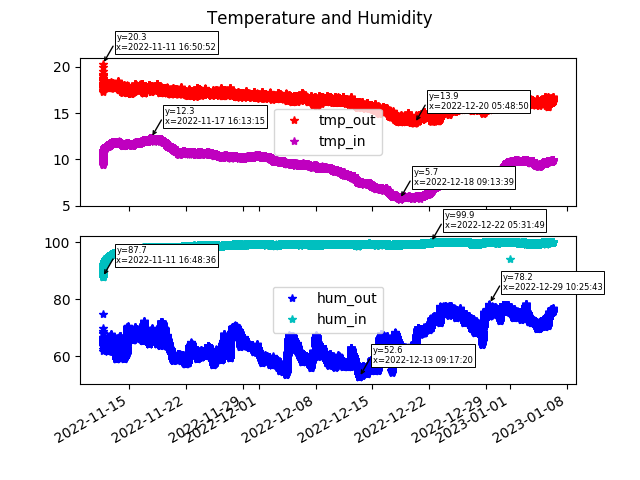 Temperature and Humidity
y=20.3
x=2022-11-11 16:50:52
20
y=13.9
x=2022-12-20 05:48:50
y=12.3
x=2022-11-17 16:13:15
15
tmp_out
tmp_in
10
y=5.7
x=2022-12-18 09:13:39
5
y=99.9
x=2022-12-22 05:31:49
100
y=87.7
x=2022-11-11 16:48:36
y=78.2
x=2022-12-29 10:25:43
80
hum_out
hum_in
y=52.6
x=2022-12-13 09:17:20
60
2022-11-15
2022-11-22
2022-11-29
2022-12-01
2022-12-08
2022-12-15
2022-12-22
2022-12-29
2023-01-01
2023-01-08